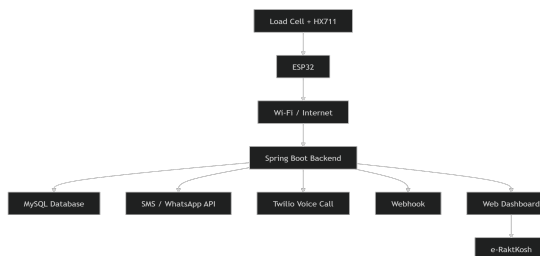 Load Cell + HX711
ESP32
Wi-Fi / Internet
Spring Boot Backend
MySQL Database
SMS / WhatsApp API
Twilio Voice Call
Webhook
Web Dashboard
e-RaktKosh